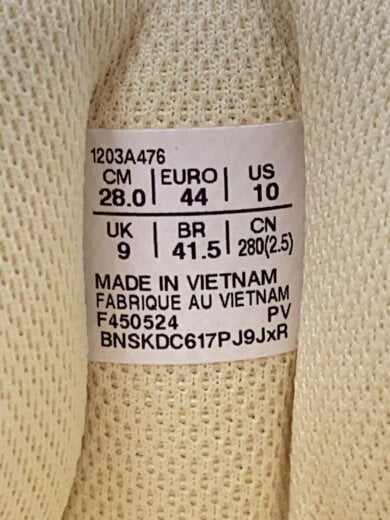 1203A476
CM EURO US
28.0 44 10
UK BR CN
9 41.5 280(2.5)
MADE IN VIETNAM
FABRIQUE AU VIETNAM
F450524 PV
BNSKDC617PJ9JxR